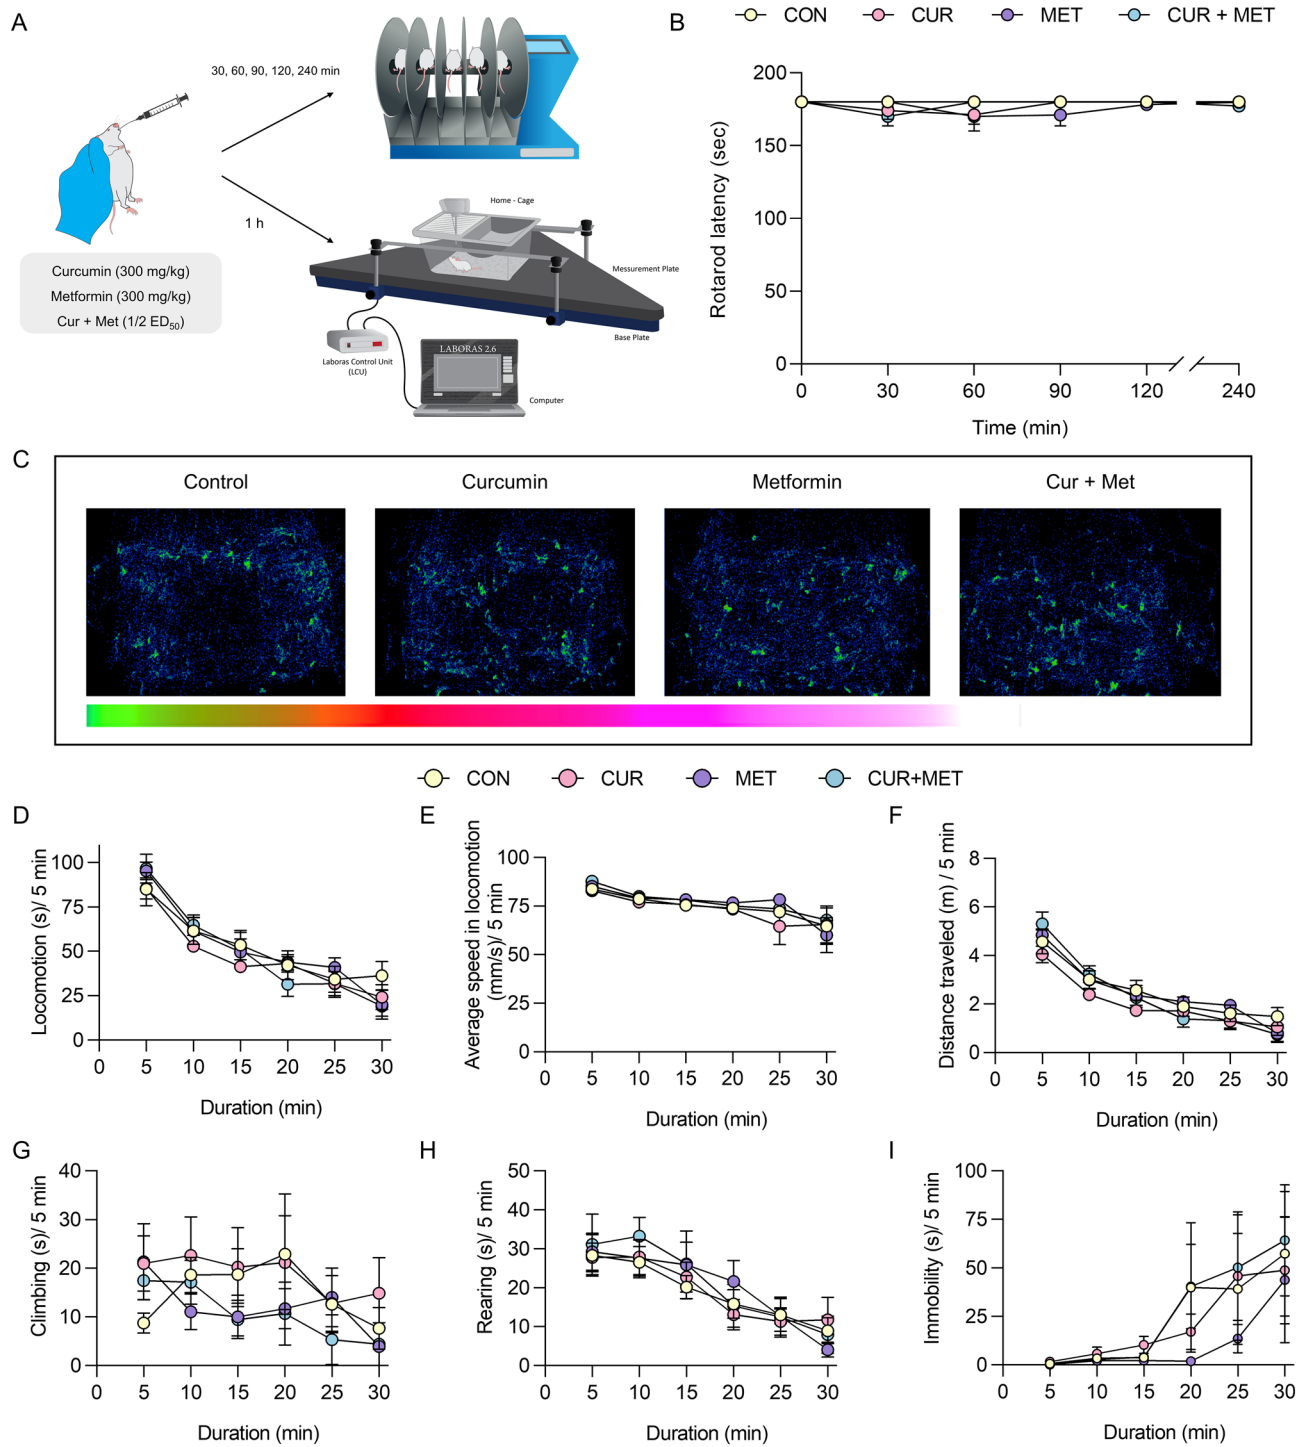 A
30, 60, 90, 120, 240 min
1 h
Curcumin (300 mg/kg)
Metformin (300 mg/kg)
Cur + Met (1/2 ED50)
Home - Cage
Messurement Plate
Base Plate
Laboras Control Unit
(LCU)
LABORAS 2.6
Computer
B
CON CUR MET CUR + MET
Rotarod latency (sec)
200
150
100
50
0
0 30 60 90 120 240
Time (min)
C
Control Curcumin Metformin Cur + Met
CON CUR MET CUR+MET
D
Locomotion (s)/ 5 min
100
75
50
25
0
0 5 10 15 20 25 30
Duration (min)
E
Average speed in locomotion
(mm/s)/ 5 min
100
75
50
25
0
0 5 10 15 20 25 30
Duration (min)
F
Distance traveled (m) / 5 min
8
6
4
2
0
0 5 10 15 20 25 30
Duration (min)
G
Climbing (s)/ 5 min
40
30
20
10
0
0 5 10 15 20 25 30
Duration (min)
H
Rearing (s)/ 5 min
50
40
30
20
10
0
0 5 10 15 20 25 30
Duration (min)
I
Immobility (s)/ 5 min
100
75
50
25
0
0 5 10 15 20 25 30
Duration (min)